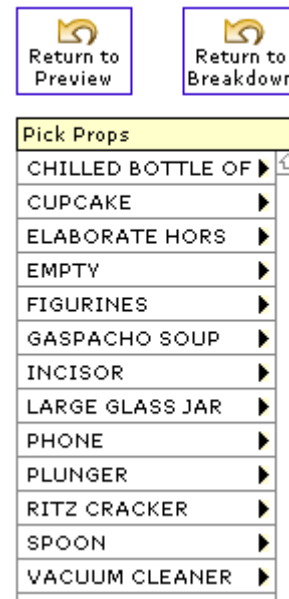 Return to
Preview
Return to
Breakdown
Pick Props
CHILLED BOTTLE OF
CUPCAKE
ELABORATE HORS
EMPTY
FIGURINES
GASPACHO SOUP
INCISOR
LARGE GLASS JAR
PHONE
PLUNGER
RITZ CRACKER
SPOON
VACUUM CLEANER